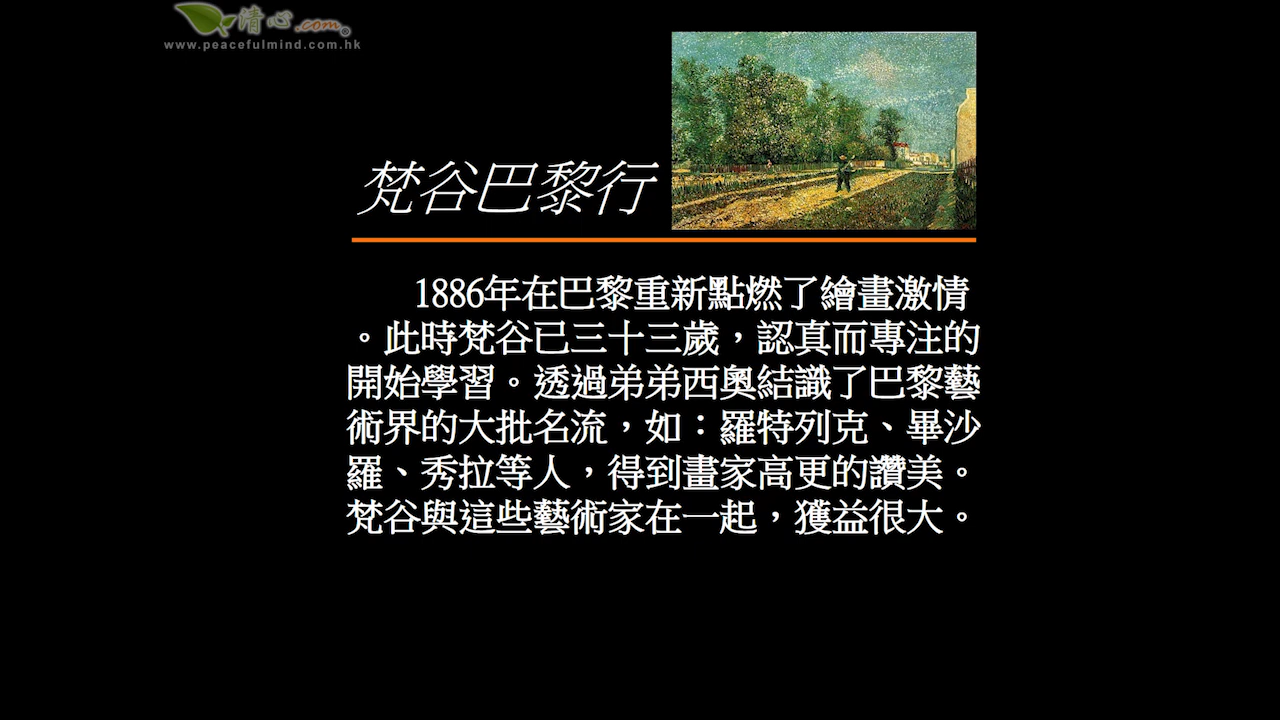 清心.com®
www.peacefulmind.com.hk
梵谷巴黎行
1886年在巴黎重新點燃了繪畫激情
。此時梵谷已三十三歲，認真而專注的
開始學習。透過弟弟西奧結識了巴黎藝
術界的大批名流，如：羅特列克、畢沙
羅、秀拉等人，得到畫家高更的讚美。
梵谷與這些藝術家在一起，獲益很大。